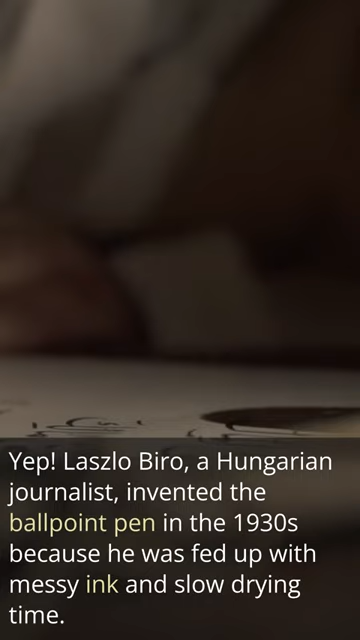 Yep! Laszlo Biro, a Hungarian
journalist, invented the
ballpoint pen in the 1930s
because he was fed up with
messy ink and slow drying
time.